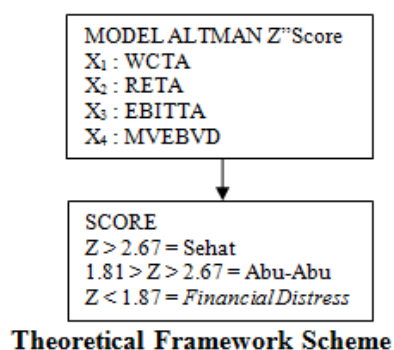 MODEL ALTMAN Z”Score
X₁ : WCTA
X₂ : RETA
X₃ : EBITTA
X₄ : MVEBVD
SCORE
Z > 2.67 = Sehat
1.81 > Z > 2.67 = Abu-Abu
Z < 1.87 = Financial Distress
Theoretical Framework Scheme